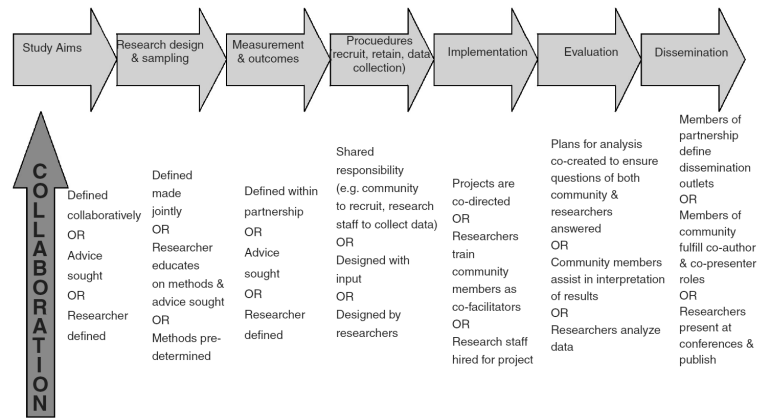 Study Aims
Research design
& sampling
Measurement
& outcomes
Procuedures
(recruit, retain, data
collection)
Implementation
Evaluation
Dissemination
COLLABORATION
Defined
collaboratively
OR
Advice
sought
OR
Researcher
defined
Defined
made
jointly
OR
Researcher
educates
on methods &
advice sought
OR
Methods pre-
determined
Defined within
partnership
OR
Advice
sought
OR
Researcher
defined
Shared
responsibility
(e.g. community
to recruit, research
staff to collect data)
OR
Designed with
input
OR
Designed by
researchers
Projects are
co-directed
OR
Researchers
train
community
members as
co-facilitators
OR
Research staff
hired for project
Plans for analysis
co-created to ensure
questions of both
community &
researchers
answered
OR
Community members
assist in interpretation
of results
OR
Researchers analyze
data
Members of
partnership
define
dissemination
outlets
OR
Members of
community
fulfill co-author
& co-presenter
roles
OR
Researchers
present at
conferences &
publish